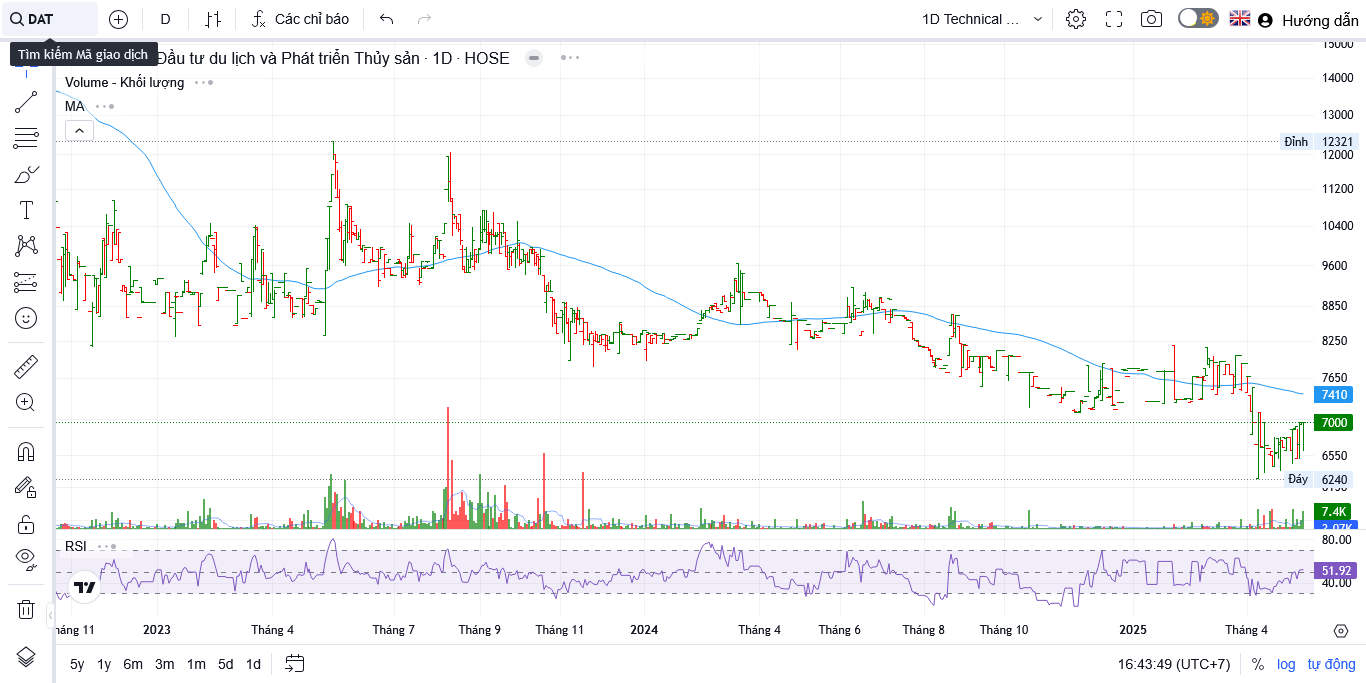 DAT
D
Các chỉ báo
1D Technical ...
Hướng dẫn
Tìm kiếm Mã giao dịch
Đầu tư du lịch và Phát triển Thủy sản · 1D · HOSE
Volume - Khối lượng
MA
15000
14000
13000
Đỉnh 12321
12000
11200
10400
9600
8850
8250
7650
7410
7000
6550
Đáy 6240
7.4K
RSI
80.00
51.92
40.00
háng 11 2023 Tháng 4 Tháng 7 Tháng 9 Tháng 11 2024 Tháng 4 Tháng 6 Tháng 8 Tháng 10 2025 Tháng 4
5y 1y 6m 3m 1m 5d 1d
16:43:49 (UTC+7) % log tự động